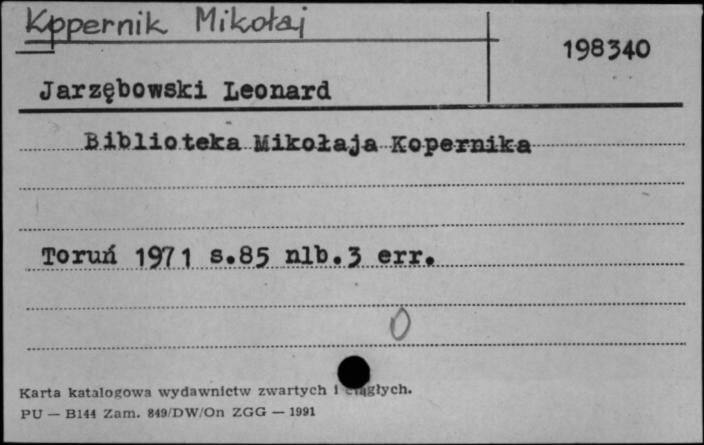 Koppernik Mikołaj
198340
Jarzębowski Leonard
Biblioteka Mikołaja Kopernika
Toruń 1971 s.85 nlb.3 err.
0
Karta katalogowa wydawnictw zwartych i ciągłych.
PU — B144 Zam. 849/DW/On ZGG — 1991